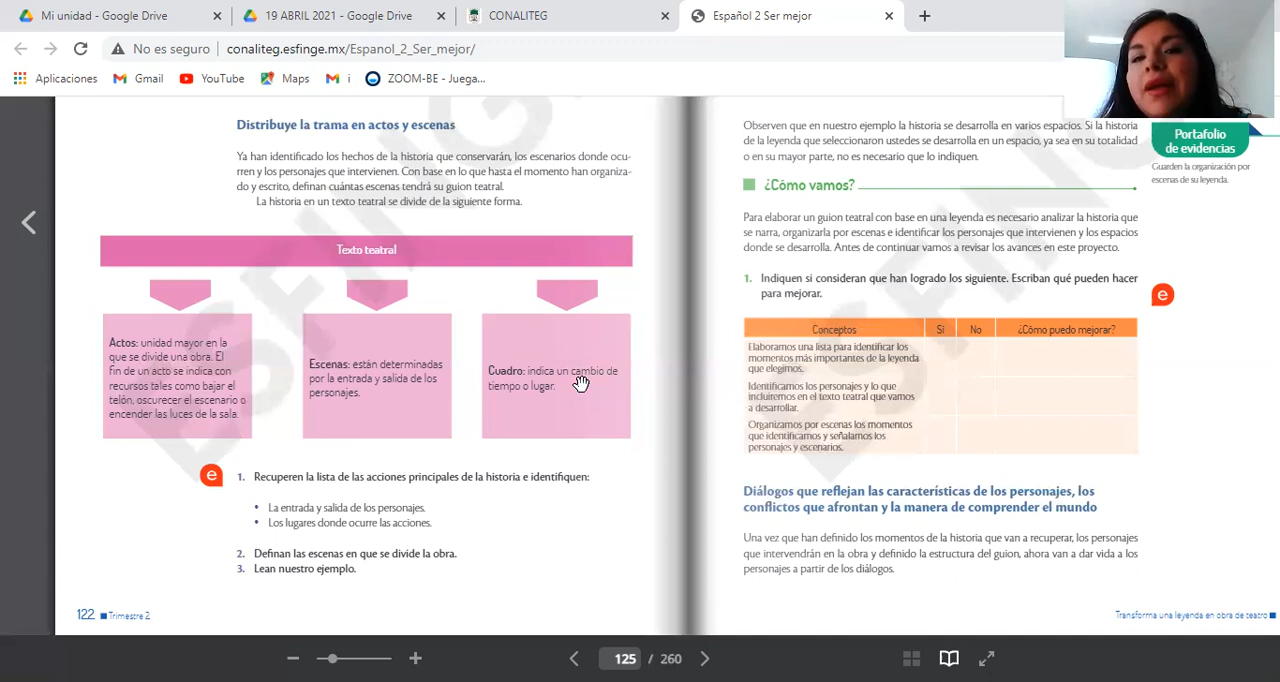 Mi unidad - Google Drive
19 ABRIL 2021 - Google Drive
CONALITEG
Español 2 Ser mejor
No es seguro
conaliteg.esfinge.mx/Espanol_2_Ser_mejor/
Aplicaciones
Gmail
YouTube
Maps
i
ZOOM-BE - Juega...
Distribuye la trama en actos y escenas
Ya han identificado los hechos de la historia que conservarán, los escenarios donde ocu-
rren y los personajes que intervienen. Con base en lo que hasta el momento han organiza-
do y escrito, definan cuántas escenas tendrá su guion teatral.
La historia en un texto teatral se divide de la siguiente forma.
Texto teatral
Actos: unidad mayor en la
que se divide una obra. El
fin de un acto se indica con
recursos tales como bajar el
telón, oscurecer el escenario o
encender las luces de la sala.
Escenas: están determinadas
por la entrada y salida de los
personajes.
Cuadro: indica un cambio de
tiempo o lugar.
e
1. Recuperen la lista de las acciones principales de la historia e identifiquen:
• La entrada y salida de los personajes.
• Los lugares donde ocurre las acciones.
2. Definan las escenas en que se divide la obra.
3. Lean nuestro ejemplo.
122 Trimestre 2
Observen que en nuestro ejemplo la historia se desarrolla en varios espacios. Si la historia
de la leyenda que seleccionaron ustedes se desarrolla en un espacio, ya sea en su totalidad
o en su mayor parte, no es necesario que lo indiquen.
Portafolio
de evidencias
Guarden la organización por
escenas de su leyenda.
¿Cómo vamos?
Para elaborar un guion teatral con base en una leyenda es necesario analizar la historia que
se narra, organizarla por escenas e identificar los personajes que intervienen y los espacios
donde se desarrolla. Antes de continuar vamos a revisar los avances en este proyecto.
1. Indiquen si consideran que han logrado los siguiente. Escriban qué pueden hacer
para mejorar.
e
Conceptos Sí No ¿Cómo puedo mejorar?
Elaboramos una lista para identificar los
momentos más importantes de la leyenda
que elegimos.
Identificamos los personajes y lo que
incluiremos en el texto teatral que vamos
a desarrollar.
Organizamos por escenas los momentos
que identificamos y señalamos los
personajes y escenarios.
Diálogos que reflejan las características de los personajes, los
conflictos que afrontan y la manera de comprender el mundo
Una vez que han definido los momentos de la historia que van a recuperar, los personajes
que intervendrán en la obra y definido la estructura del guion, ahora van a dar vida a los
personajes a partir de los diálogos.
Transforma una leyenda en obra de teatro
ESFINGE
125 / 260